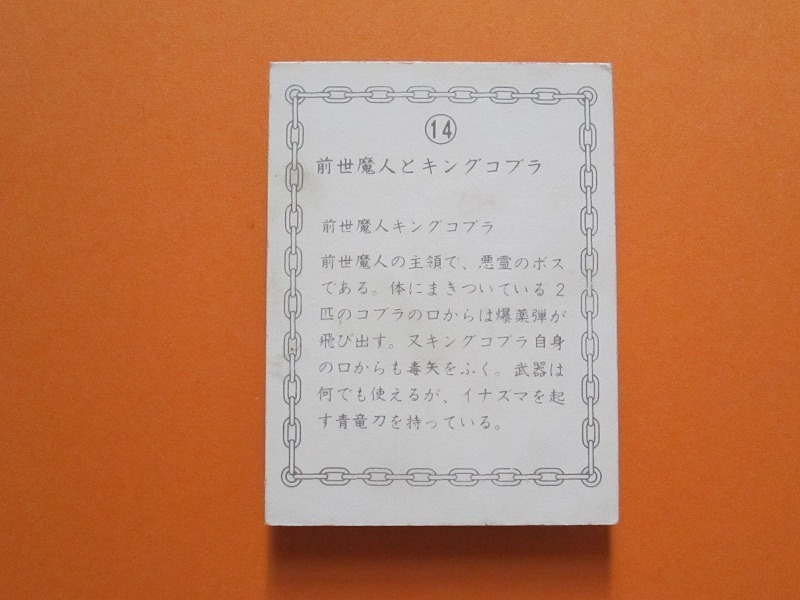 14
前世魔人とキングコブラ
前世魔人キングコブラ
前世魔人の主領で、悪霊のボス
である。体にまきついている2
匹のコブラの口からは爆薬弾が
飛び出す。又キングコブラ自身
の口からも毒矢をふく。武器は
何でも使えるが、イナズマを起
す青竜刀を持っている。